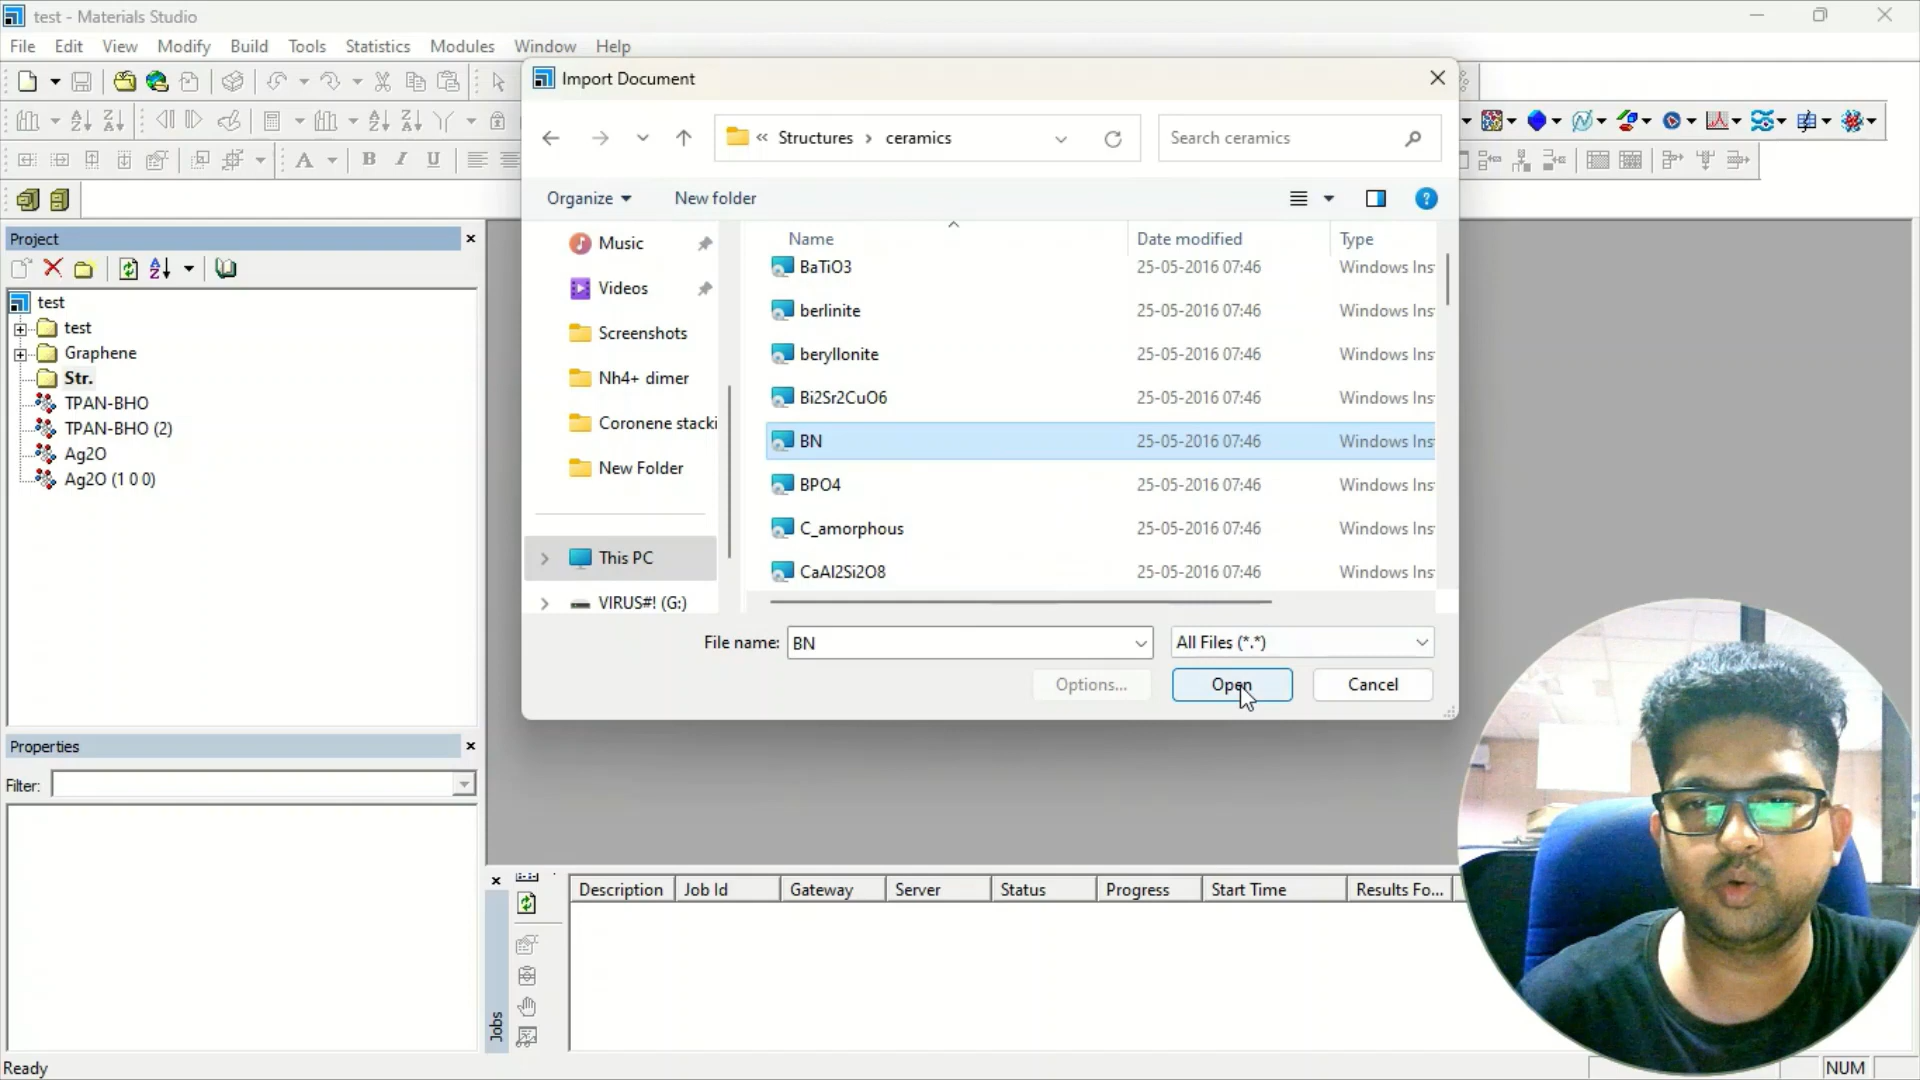 test - Materials Studio
File Edit View Modify Build Tools Statistics Modules Window Help
Import Document
« Structures › ceramics
Search ceramics
Organize
New folder
Name
Date modified
Type
Music
Videos
Screenshots
Nh4+ dimer
Coronene stacki
New Folder
This PC
VIRUS#! (G:)
BaTiO3 25-05-2016 07:46 Windows Ins
berlinite 25-05-2016 07:46 Windows Ins
beryllonite 25-05-2016 07:46 Windows Ins
Bi2Sr2CuO6 25-05-2016 07:46 Windows Ins
BN 25-05-2016 07:46 Windows Ins
BPO4 25-05-2016 07:46 Windows Ins
C_amorphous 25-05-2016 07:46 Windows Ins
CaAl2Si2O8 25-05-2016 07:46 Windows Ins
File name: BN
All Files (*.*)
Options...
Open
Cancel
Project
test
test
Graphene
Str.
TPAN-BHO
TPAN-BHO (2)
Ag2O
Ag2O (1 0 0)
Properties
Filter:
Jobs
Description Job Id Gateway Server Status Progress Start Time Results Fo...
Ready
NUM